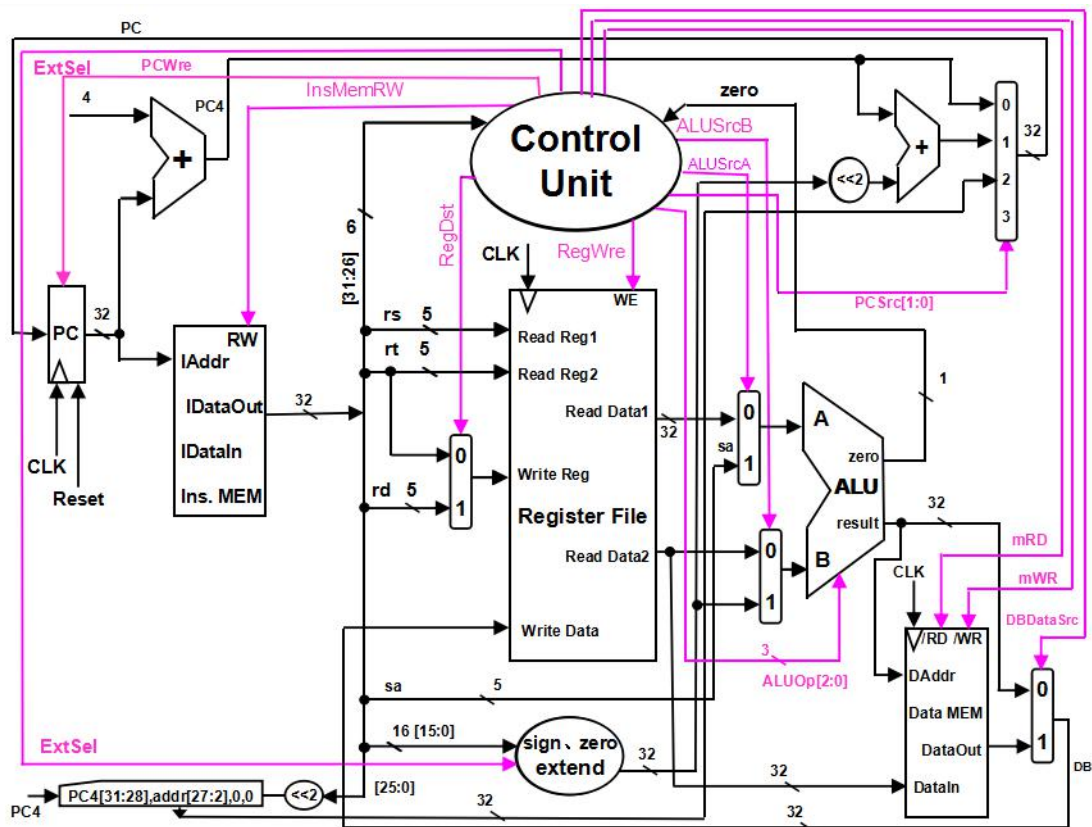 PC
ExtSel
PCWre
4
PC4
InsMemRW
Control
Unit
zero
ALUSrcB
ALUSrcA
0
1
2
3
32
+
+
<<2
6
[31:26]
RegDst
CLK
RegWre
PCSrc[1:0]
PC
32
CLK
Reset
RW
IAddr
IDataOut
IDataIn
Ins. MEM
32
rs
5
rt
5
rd
5
0
1
WE
Read Reg1
Read Reg2
Read Data1
Write Reg
Register File
Read Data2
Write Data
32
sa
0
1
0
1
A
zero
ALU
result
B
1
32
3
ALUOp[2:0]
mRD
mWR
CLK
DBDataSrc
/RD /WR
DAddr
Data MEM
DataOut
DataIn
0
1
DB
sa
5
16 [15:0]
sign、zero
extend
32
32
ExtSel
PC4
PC4[31:28],addr[27:2],0,0
<<2
[25:0]
32
32